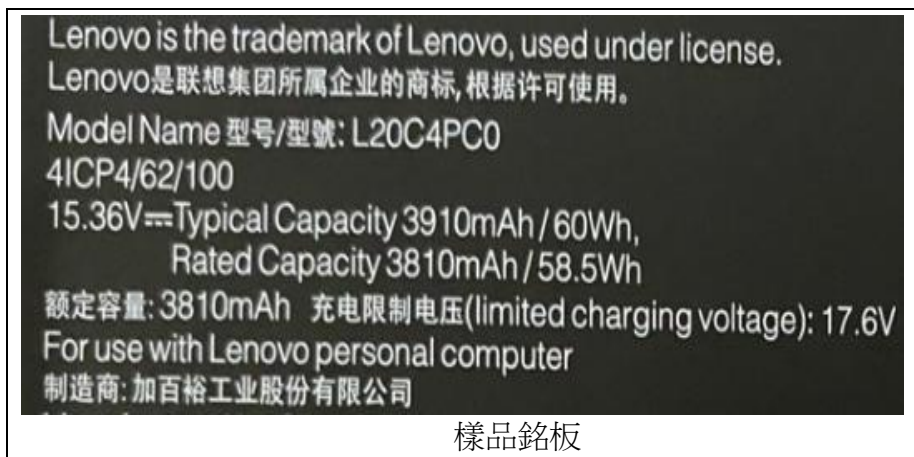 Lenovo is the trademark of Lenovo, used under license.
Lenovo是联想集团所属企业的商标,根据许可使用。
Model Name 型号/型號: L20C4PC0
4ICP4/62/100
15.36V⎓Typical Capacity 3910mAh / 60Wh,
Rated Capacity 3810mAh / 58.5Wh
额定容量: 3810mAh 充电限制电压(limited charging voltage): 17.6V
For use with Lenovo personal computer
制造商: 加百裕工业股份有限公司
樣品銘板